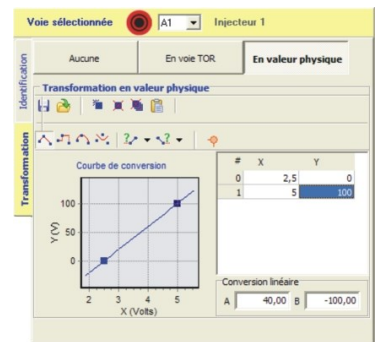 Voie sélectionnée A1 Injecteur 1
Identification
Transformation
Aucune En voie TOR En valeur physique
Transformation en valeur physique
Courbe de conversion
Y (V)
100
50
0
2 3 4 5
X (Volts)
# X Y
0 2,5 0
1 5 100
Conversion linéaire
A 40,00 B -100,00